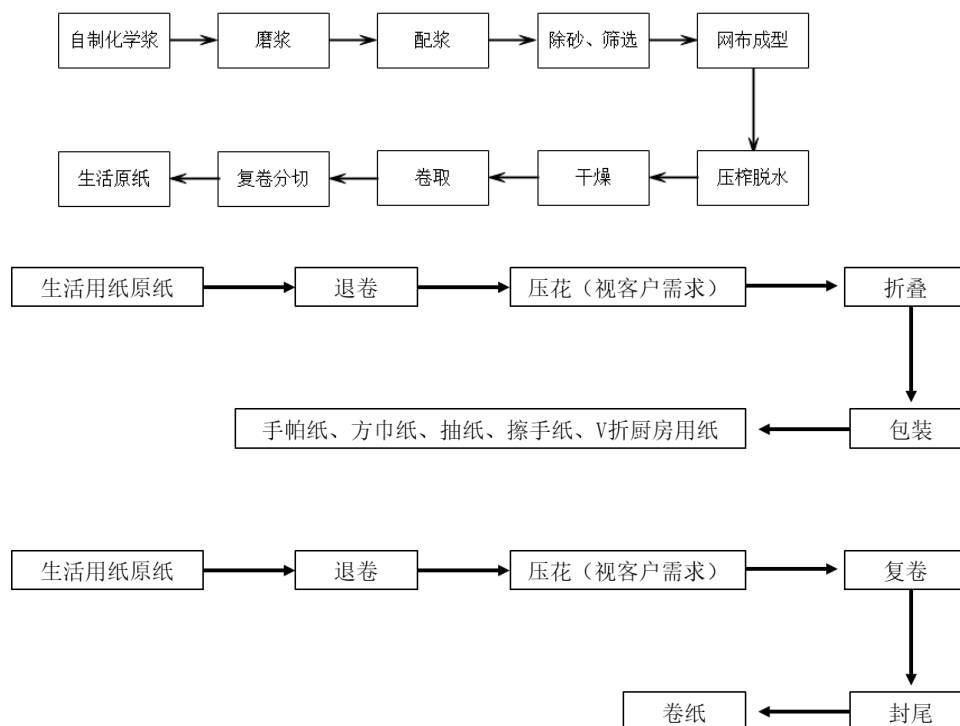 自制化学浆
磨浆
配浆
除砂、筛选
网布成型
压榨脱水
干燥
卷取
复卷分切
生活原纸
生活用纸原纸
退卷
压花（视客户需求）
折叠
包装
手帕纸、方巾纸、抽纸、擦手纸、V折厨房用纸
生活用纸原纸
退卷
压花（视客户需求）
复卷
封尾
卷纸